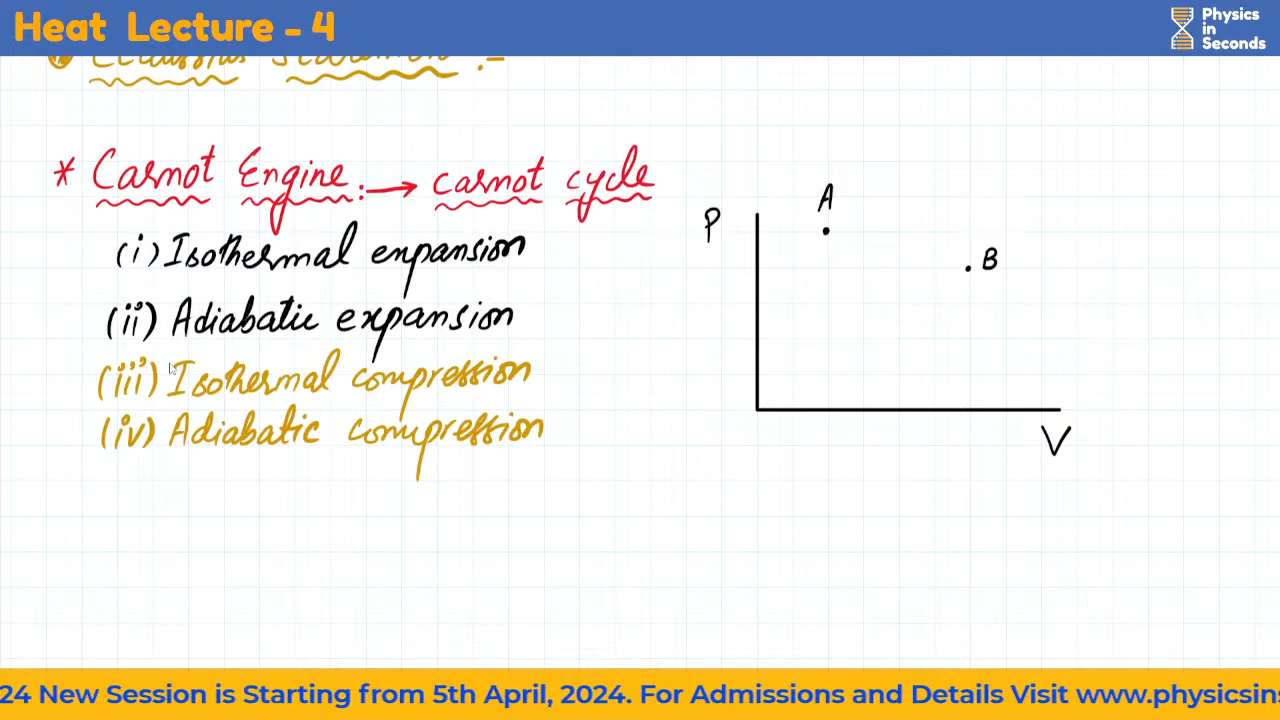 Heat Lecture - 4
Physics
in
Seconds
* Carnot Engine :→ carnot cycle
(i) Isothermal expansion
(ii) Adiabatic expansion
(iii) Isothermal compression
(iv) Adiabatic compression
P
A
B
V
24 New Session is Starting from 5th April, 2024. For Admissions and Details Visit www.physicsin